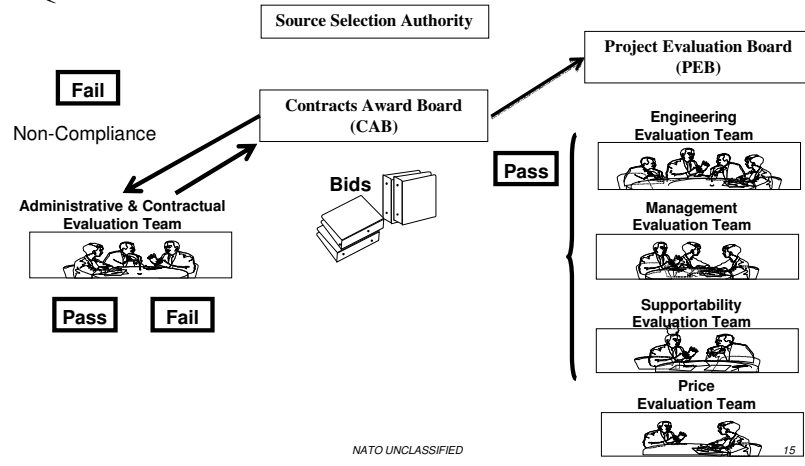 Source Selection Authority
Project Evaluation Board
(PEB)
Fail
Non-Compliance
Contracts Award Board
(CAB)
Bids
Pass
Administrative & Contractual
Evaluation Team
Pass
Fail
Engineering
Evaluation Team
Management
Evaluation Team
Supportability
Evaluation Team
Price
Evaluation Team
NATO UNCLASSIFIED
15